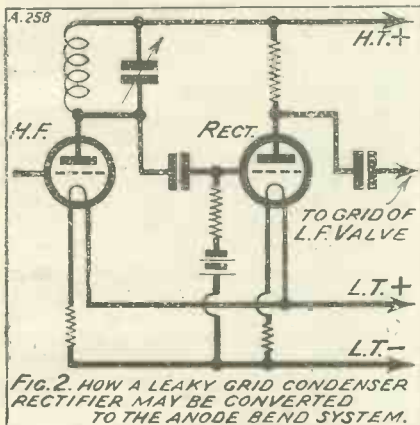 A.258
H.T.+
H.F.
RECT.
TO GRID OF
L.F. VALVE
L.T.+
L.T.-
FIG. 2. HOW A LEAKY GRID CONDENSER
RECTIFIER MAY BE CONVERTED
TO THE ANODE BEND SYSTEM.